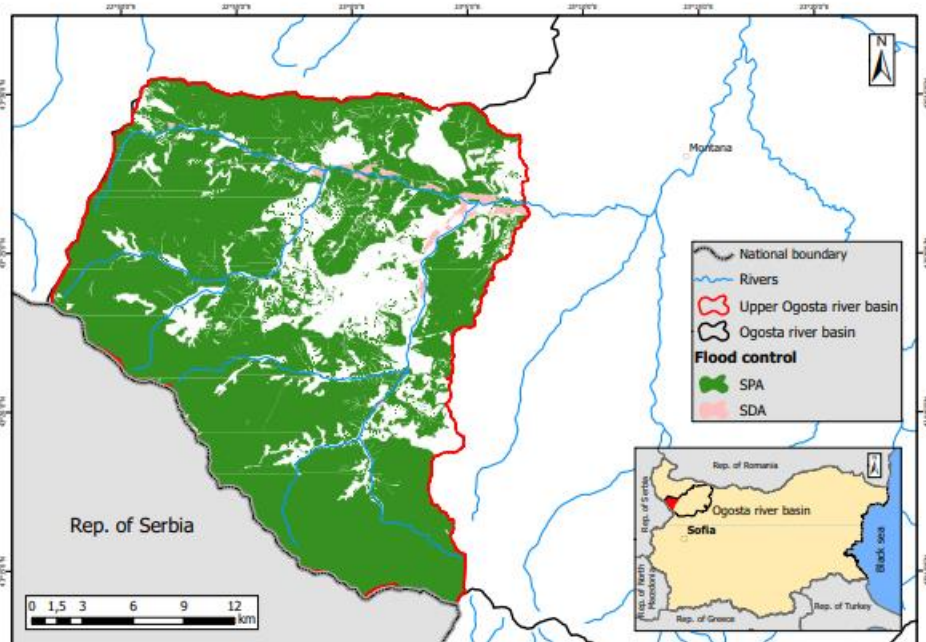 N
Montana
National boundary
Rivers
Upper Ogosta river basin
Ogosta river basin
Flood control
SPA
SDA
Rep. of Serbia
0 1,5 3 6 9 12
km
Rep. of Romania
Rep. of Serbia
Ogosta river basin
Sofia
Black sea
Rep. of North
Macedonia
Rep. of Turkey
Rep. of Greece